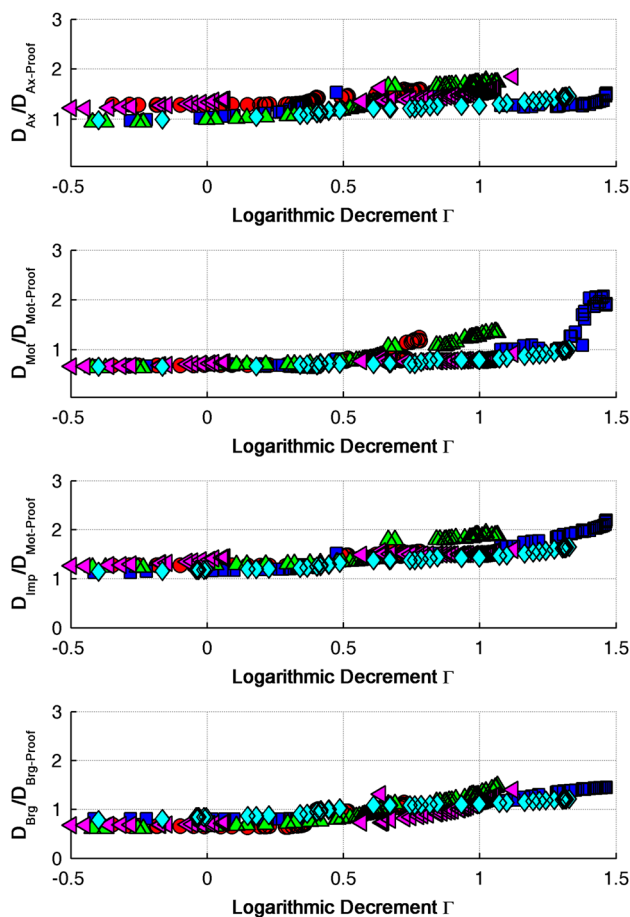 3
2
1
0
-0.5 0 0.5 1 1.5
D_Ax/D_Ax-Proof
Logarithmic Decrement Γ
3
2
1
0
-0.5 0 0.5 1 1.5
D_Mot/D_Mot-Proof
Logarithmic Decrement Γ
3
2
1
0
-0.5 0 0.5 1 1.5
D_Imp/D_Mot-Proof
Logarithmic Decrement Γ
3
2
1
0
-0.5 0 0.5 1 1.5
D_Brg/D_Brg-Proof
Logarithmic Decrement Γ